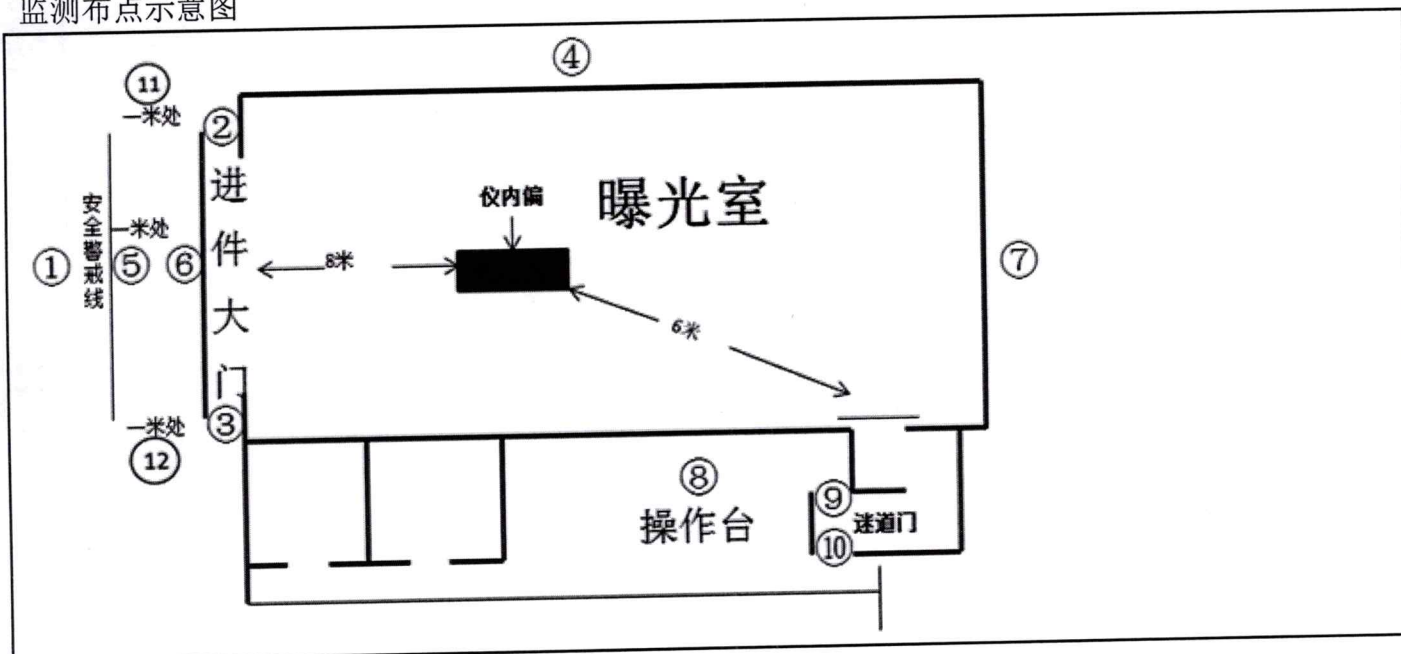 监测布点示意图
④
⑪
一米处
②
进件大门
仪内偏
曝光室
安全警戒线
一米处
①
⑤
⑥
8米
⑦
6米
③
一米处
⑫
⑧
操作台
⑨
迷道门
⑩